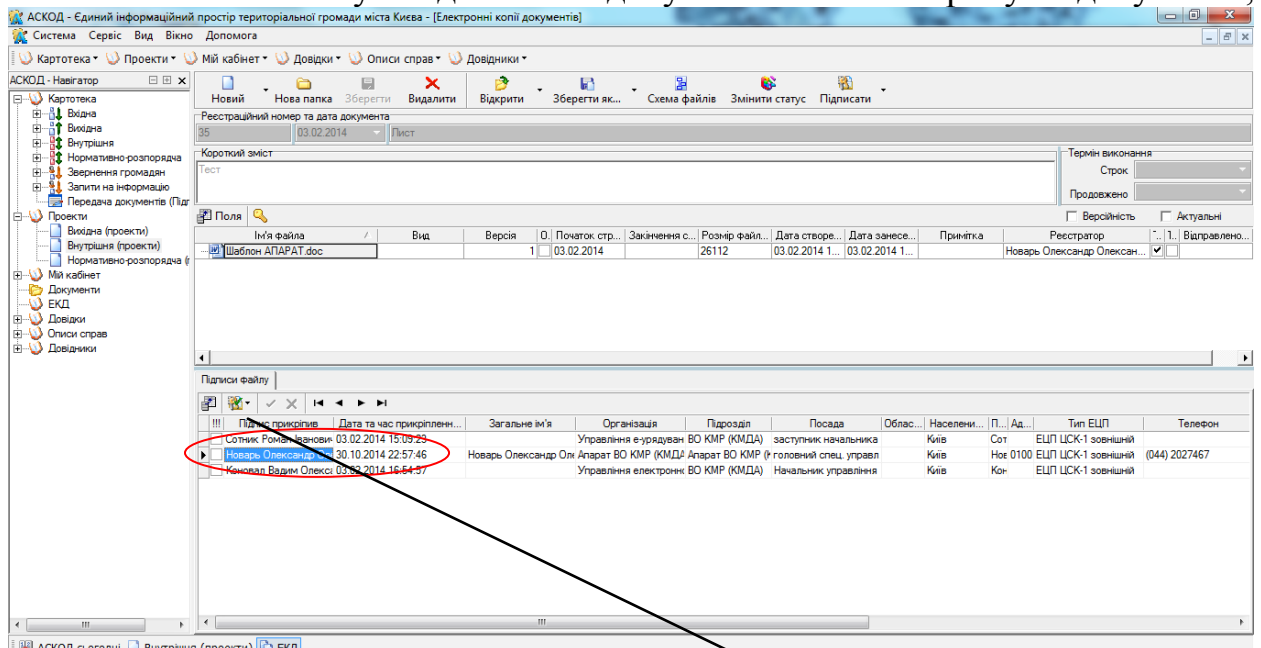 АСКОД - Єдиний інформаційний простір територіальної громади міста Києва - [Електронні копії документів]
Система Сервіс Вид Вікно Допомога
Картотека Проекти Мій кабінет Довідки Описи справ Довідники
АСКОД - Навігатор
Картотека
Вхідна
Вихідна
Внутрішня
Нормативно-розпорядча
Звернення громадян
Запити на інформацію
Передача документів (Підг
Проекти
Вихідна (проекти)
Внутрішня (проекти)
Нормативно-розпорядча (г
Мій кабінет
Документи
ЕКД
Довідки
Описи справ
Довідники
Новий Нова папка Зберегти Видалити Відкрити Зберегти як... Схема файлів Змінити статус Підписати
Реєстраційний номер та дата документа
35 03.02.2014 Лист
Короткий зміст
Тест
Термін виконання
Строк
Продовжено
Поля
Версійність Актуальні
Ім'я файла / Вид Версія О. Початок стр... Закінчення с... Розмір файл... Дата створе... Дата занесе... Примітка Реєстратор 1.. Відправлено...
Шаблон АПАРАТ.doc 1 03.02.2014 26112 03.02.2014 1... 03.02.2014 1... Новарь Олександр Олексан...
Підписи файлу
!!! Підпис прикріпив Дата та час прикріпленн... Загальне ім'я Організація Підрозділ Посада Облас... Населени... П... Ад... Тип ЕЦП Телефон
Сотник Роман Іванович 03.02.2014 15:09:23 Управління е-урядуван ВО КМР (КМДА) заступник начальника Київ Сот ЕЦП ЦСК-1 зовнішній
Новарь Олександр Ол 30.10.2014 22:57:46 Новарь Олександр Оле Апарат ВО КМР (КМДА Апарат ВО КМР (К головний спец. управл Київ Нов 0100 ЕЦП ЦСК-1 зовнішній (044) 2027467
Коновал Вадим Олексі 03.02.2014 16:54:57 Управління електронно ВО КМР (КМДА) Начальник управління Київ Кон ЕЦП ЦСК-1 зовнішній
АСКОД сьогодні Внутрішня (проекти) ЕКД